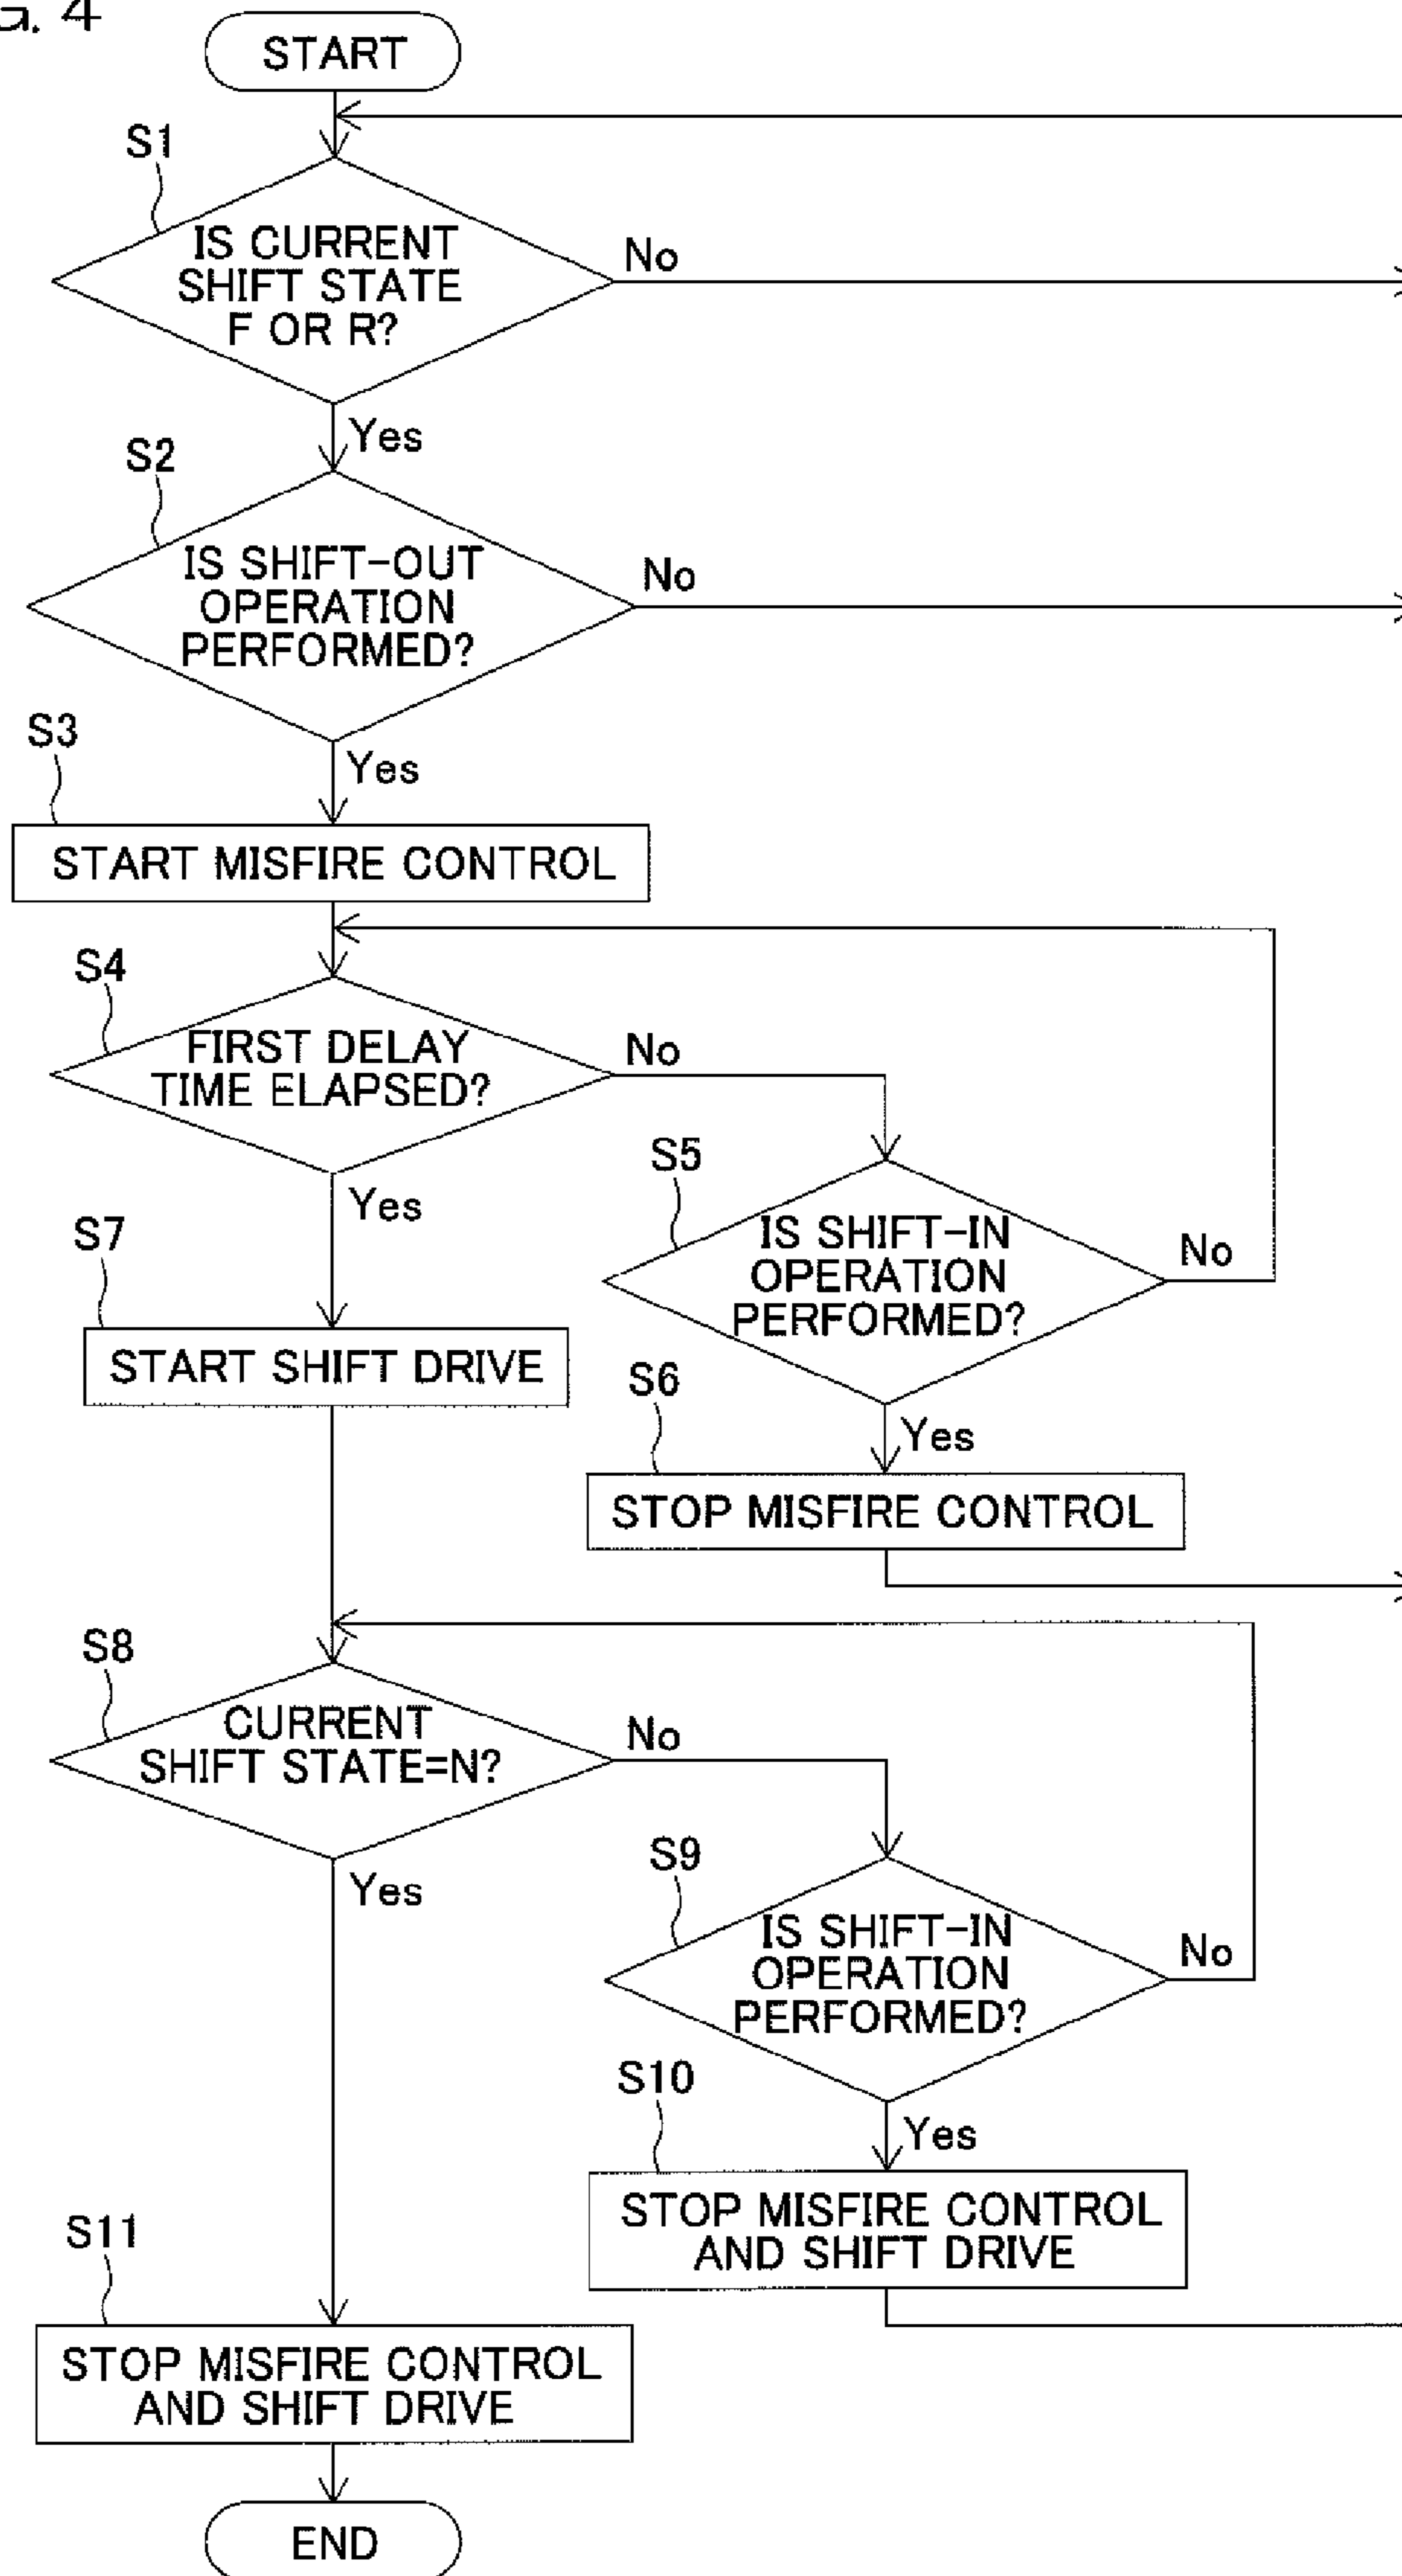 G. 4
START
S1
IS CURRENT
SHIFT STATE
F OR R?
No
Yes
S2
IS SHIFT-OUT
OPERATION
PERFORMED?
No
Yes
S3
START MISFIRE CONTROL
S4
FIRST DELAY
TIME ELAPSED?
No
Yes
S5
IS SHIFT-IN
OPERATION
PERFORMED?
No
Yes
S6
STOP MISFIRE CONTROL
S7
START SHIFT DRIVE
S8
CURRENT
SHIFT STATE=N?
No
Yes
S9
IS SHIFT-IN
OPERATION
PERFORMED?
No
Yes
S10
STOP MISFIRE CONTROL
AND SHIFT DRIVE
S11
STOP MISFIRE CONTROL
AND SHIFT DRIVE
END